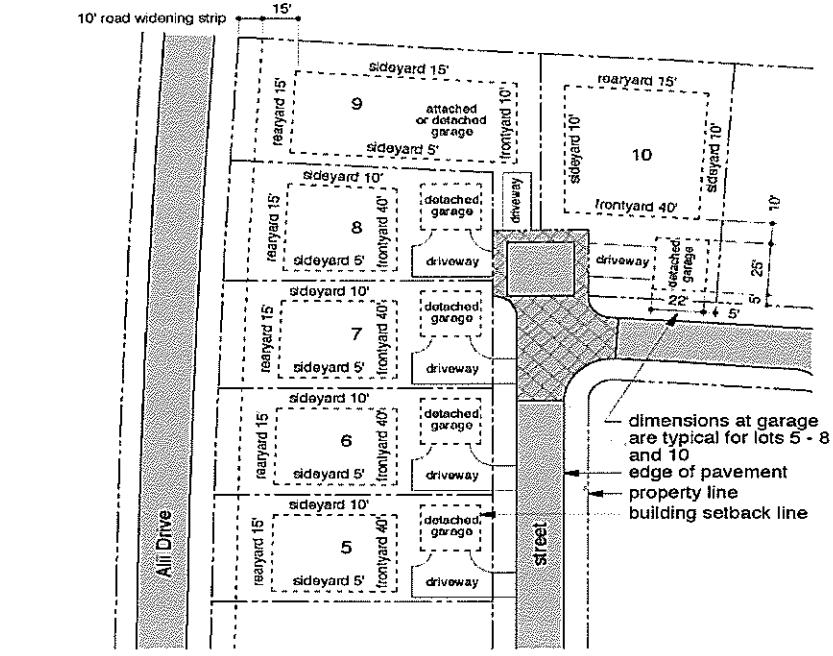 10' road widening strip
15'
sideyard 15'
rearyard 15'
9
attached
or detached
garage
frontyard 10'
sideyard 5'
rearyard 15'
sideyard 10'
10
sideyard 10'
frontyard 40'
10'
sideyard 10'
rearyard 15'
8
frontyard 40'
sideyard 5'
detached
garage
driveway
driveway
driveway
detached
garage
25'
22'
5'
5'
sideyard 10'
rearyard 15'
7
frontyard 40'
sideyard 5'
detached
garage
driveway
sideyard 10'
rearyard 15'
6
frontyard 40'
sideyard 5'
detached
garage
driveway
sideyard 10'
rearyard 15'
5
frontyard 40'
sideyard 5'
detached
garage
driveway
Alii Drive
street
dimensions at garage
are typical for lots 5 - 8
and 10
edge of pavement
property line
building setback line